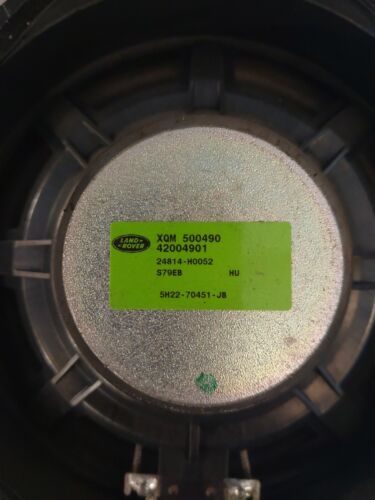 LAND
ROVER
XQM 500490
42004901
24814-H0052
S79EB HU
5H22-70451-JB